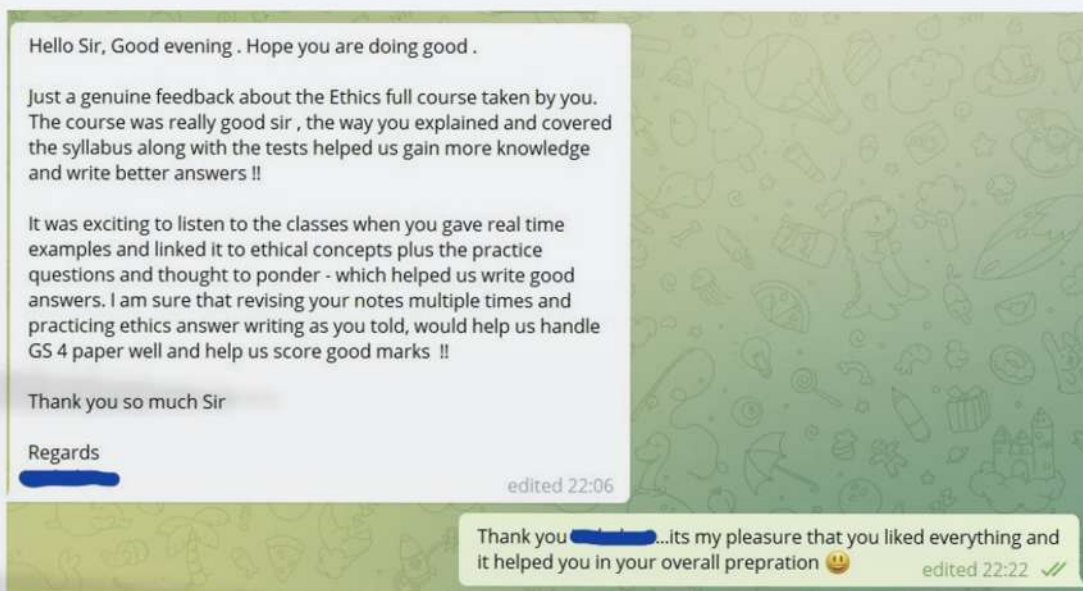 Hello Sir, Good evening . Hope you are doing good .
Just a genuine feedback about the Ethics full course taken by you.
The course was really good sir , the way you explained and covered
the syllabus along with the tests helped us gain more knowledge
and write better answers !!
It was exciting to listen to the classes when you gave real time
examples and linked it to ethical concepts plus the practice
questions and thought to ponder - which helped us write good
answers. I am sure that revising your notes multiple times and
practicing ethics answer writing as you told, would help us handle
GS 4 paper well and help us score good marks  !!
Thank you so much Sir
Regards
edited 22:06
Thank you ...its my pleasure that you liked everything and
it helped you in your overall prepration 😃
edited 22:22